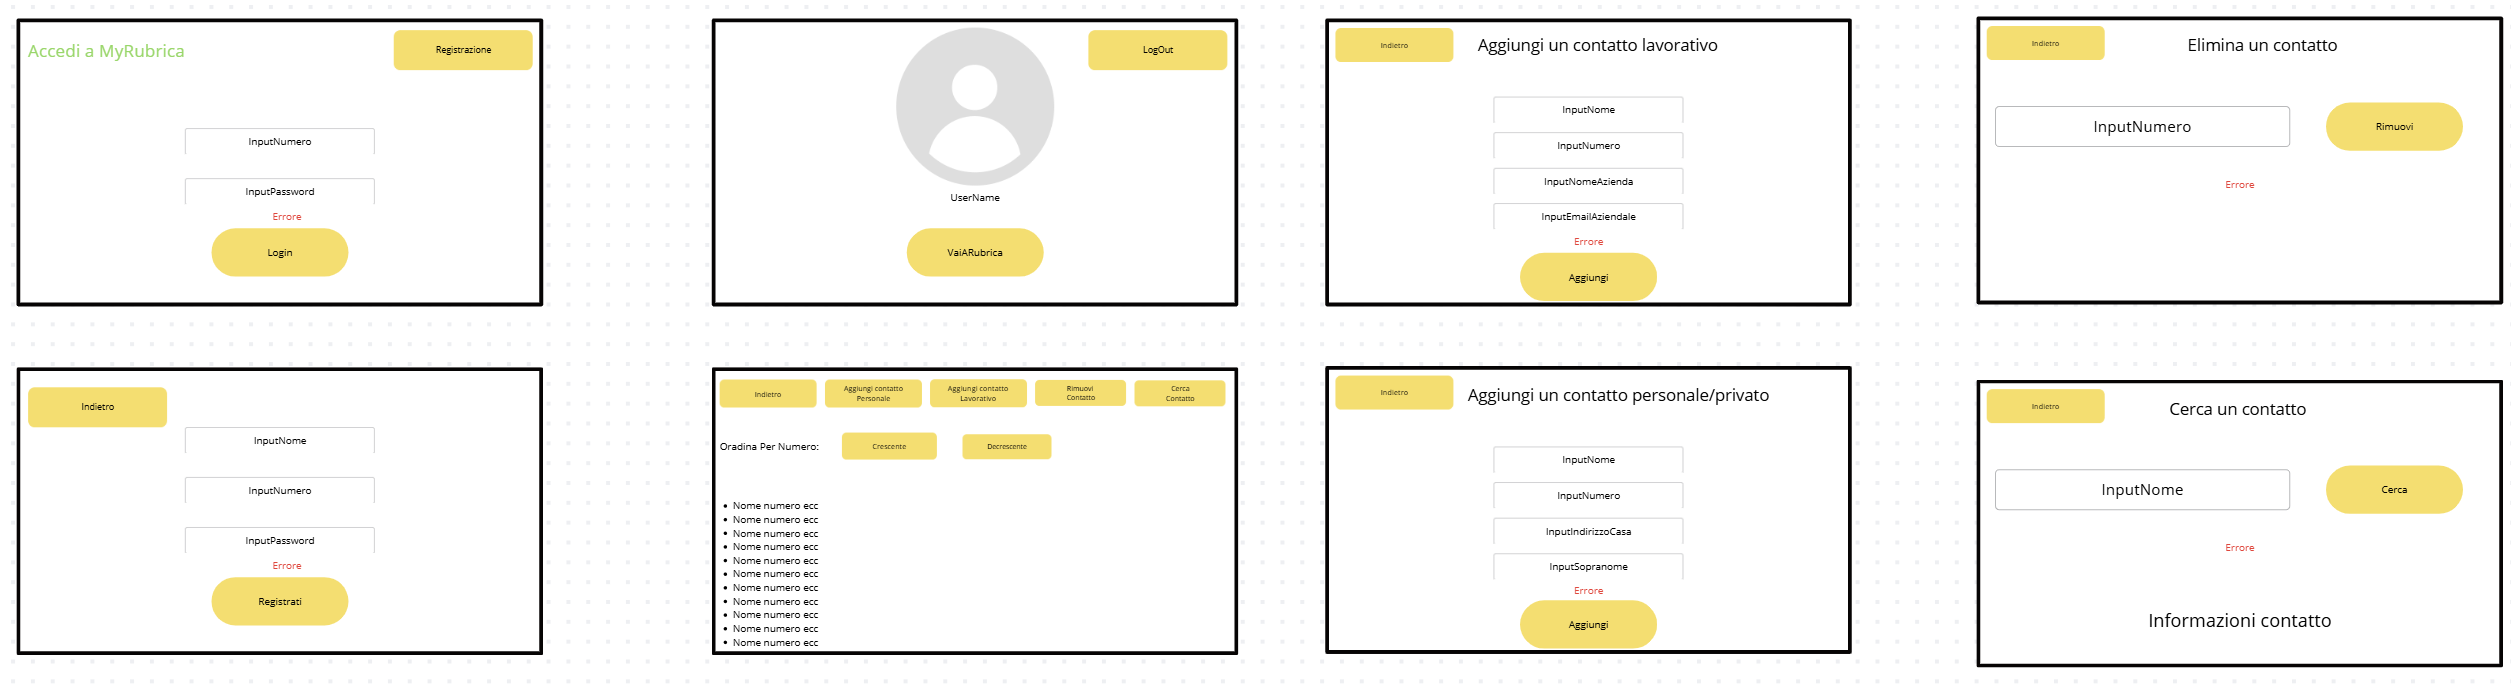 Accedi a MyRubrica
Registrazione
InputNumero
InputPassword
Errore
Login
LogOut
UserName
VaiARubrica
Indietro
Aggiungi un contatto lavorativo
InputNome
InputNumero
InputNomeAzienda
InputEmailAziendale
Errore
Aggiungi
Indietro
Elimina un contatto
InputNumero
Rimuovi
Errore
Indietro
InputNome
InputNumero
InputPassword
Errore
Registrati
Indietro
Aggiungi contatto
Personale
Aggiungi contatto
Lavorativo
Rimuovi
Contatto
Cerca
Contatto
Oradina Per Numero:
Crescente
Decrescente
• Nome numero ecc
• Nome numero ecc
• Nome numero ecc
• Nome numero ecc
• Nome numero ecc
• Nome numero ecc
• Nome numero ecc
• Nome numero ecc
• Nome numero ecc
• Nome numero ecc
• Nome numero ecc
Indietro
Aggiungi un contatto personale/privato
InputNome
InputNumero
InputIndirizzoCasa
InputSopranome
Errore
Aggiungi
Indietro
Cerca un contatto
InputNome
Cerca
Errore
Informazioni contatto